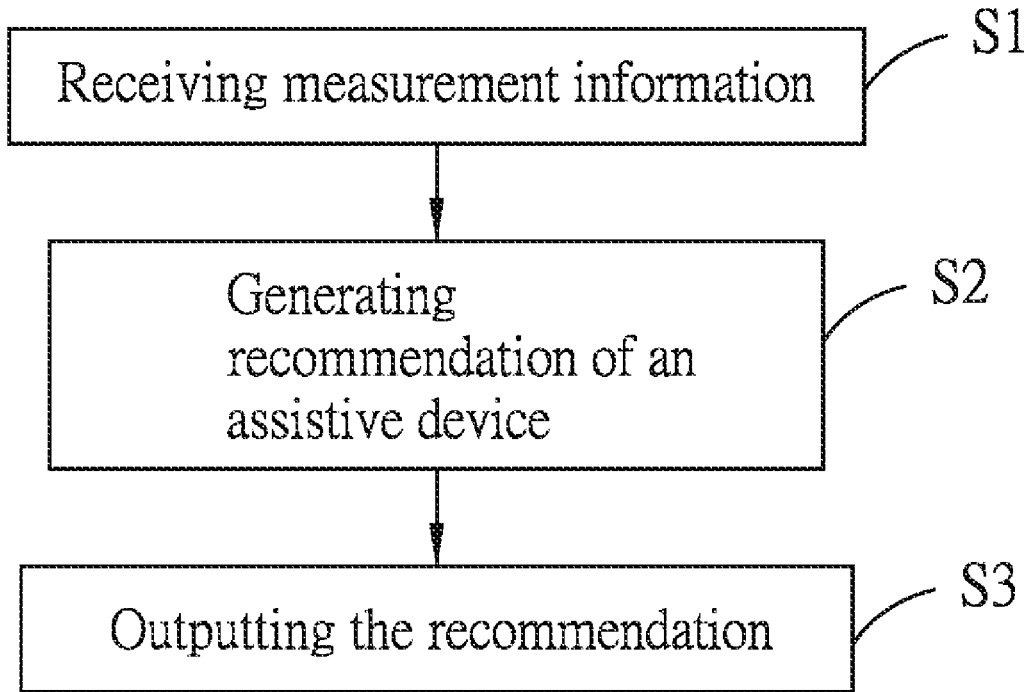 S1
Receiving measurement information
S2
Generating
recommendation of an
assistive device
S3
Outputting the recommendation